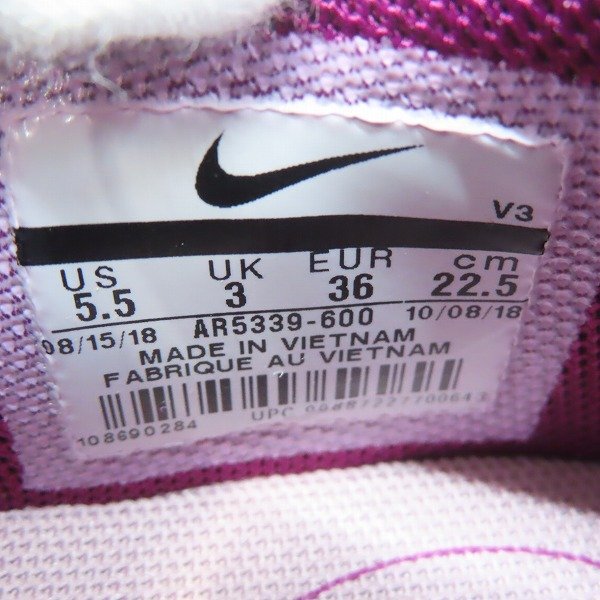 V3
US UK EUR cm
5.5 3 36 22.5
08/15/18 AR5339-600 10/08/18
MADE IN VIETNAM
FABRIQUE AU VIETNAM
108690284 UPC